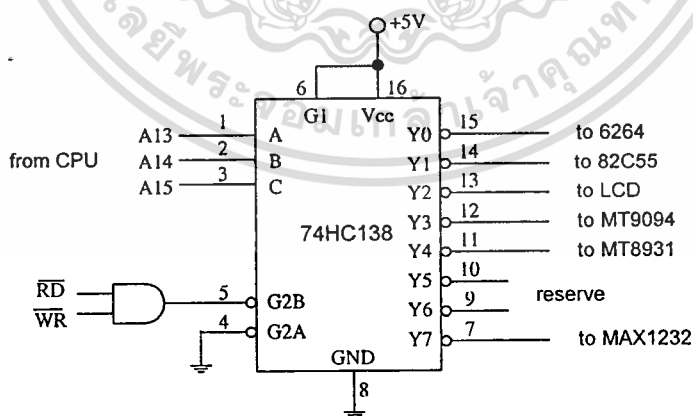 +5V
6 16
G1 Vcc
A13 1 A Y0 15 to 6264
from CPU A14 2 B Y1 14 to 82C55
A15 3 C Y2 13 to LCD
74HC138 Y3 12 to MT9094
Y4 11 to MT8931
Y5 10
reserve
RD 5 G2B Y6 9
WR 4 G2A Y7 7 to MAX1232
GND
8